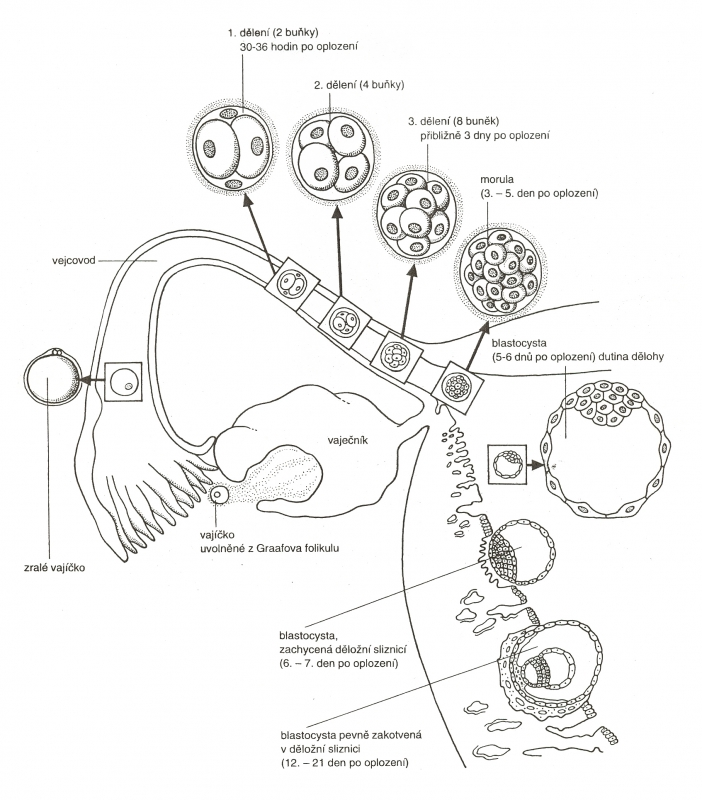 1. dělení (2 buňky)
30-36 hodin po oplození
2. dělení (4 buňky)
3. dělení (8 buněk)
přibližně 3 dny po oplození
morula
(3. – 5. den po oplození)
vejcovod
blastocysta
(5-6 dnů po oplození) dutina dělohy
vaječník
vajíčko
uvolněné z Graafova folikulu
zralé vajíčko
blastocysta,
zachycená děložní sliznicí
(6. – 7. den po oplození)
blastocysta pevně zakotvená
v děložní sliznici
(12. – 21 den po oplození)